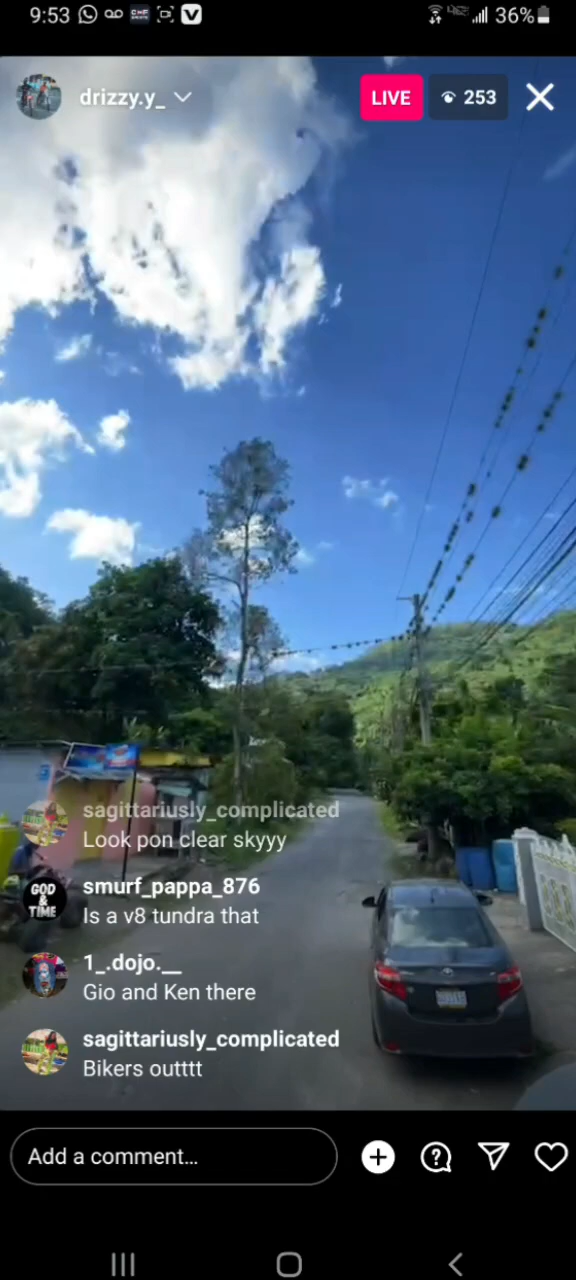 9:53
36%
drizzy.y_
LIVE
253
sagittariusly_complicated
Look pon clear skyyy
GOD
&
TIME
smurf_pappa_876
Is a v8 tundra that
1_.dojo.__
Gio and Ken there
sagittariusly_complicated
Bikers outttt
Add a comment...